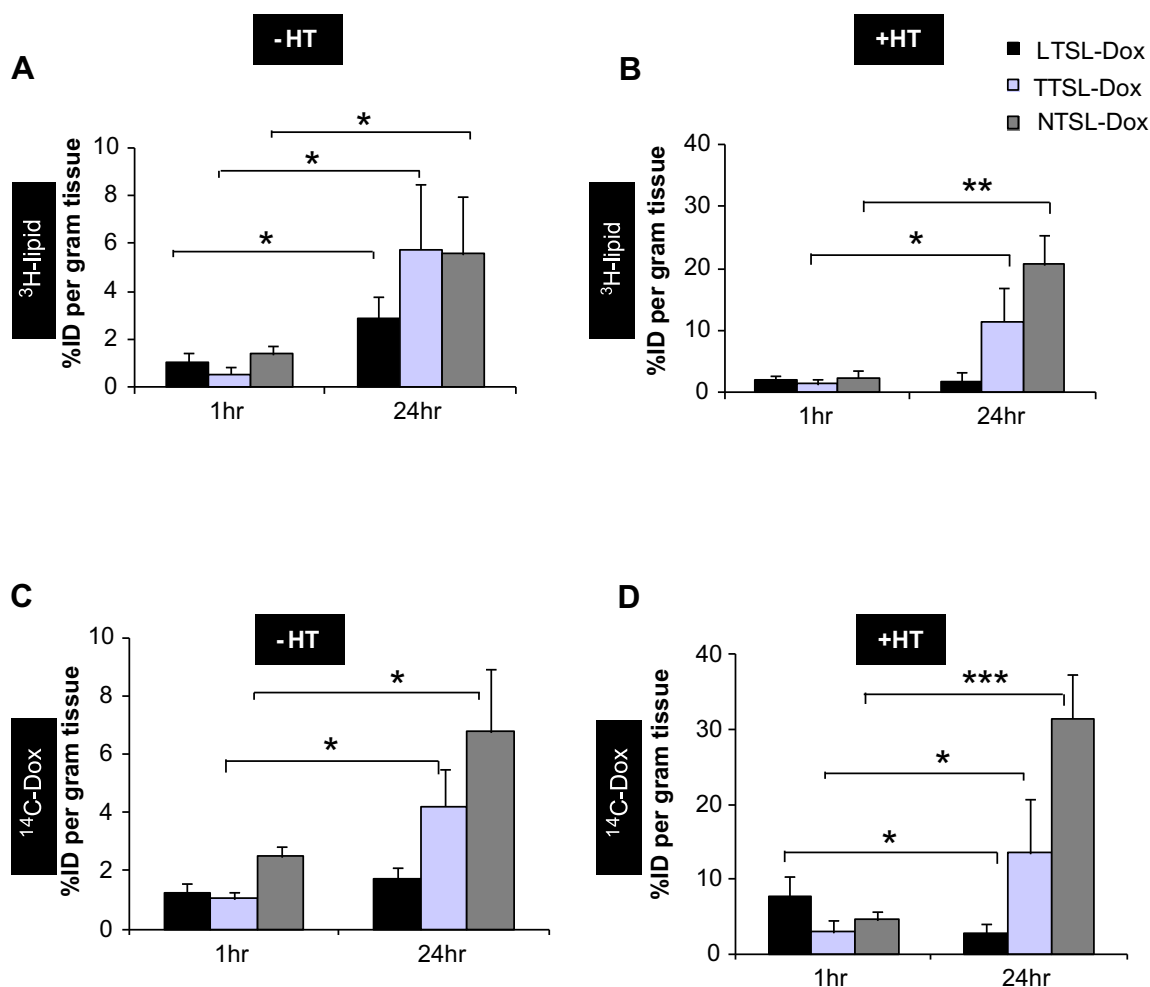 -HT
+HT
LTSL-Dox
TTSL-Dox
NTSL-Dox
A
³H-lipid
%ID per gram tissue
10
8
6
4
2
0
*
*
*
1hr
24hr
B
³H-lipid
%ID per gram tissue
40
30
20
10
0
**
*
1hr
24hr
C
-HT
¹⁴C-Dox
%ID per gram tissue
10
8
6
4
2
0
*
*
1hr
24hr
D
+HT
¹⁴C-Dox
%ID per gram tissue
40
30
20
10
0
***
*
*
1hr
24hr